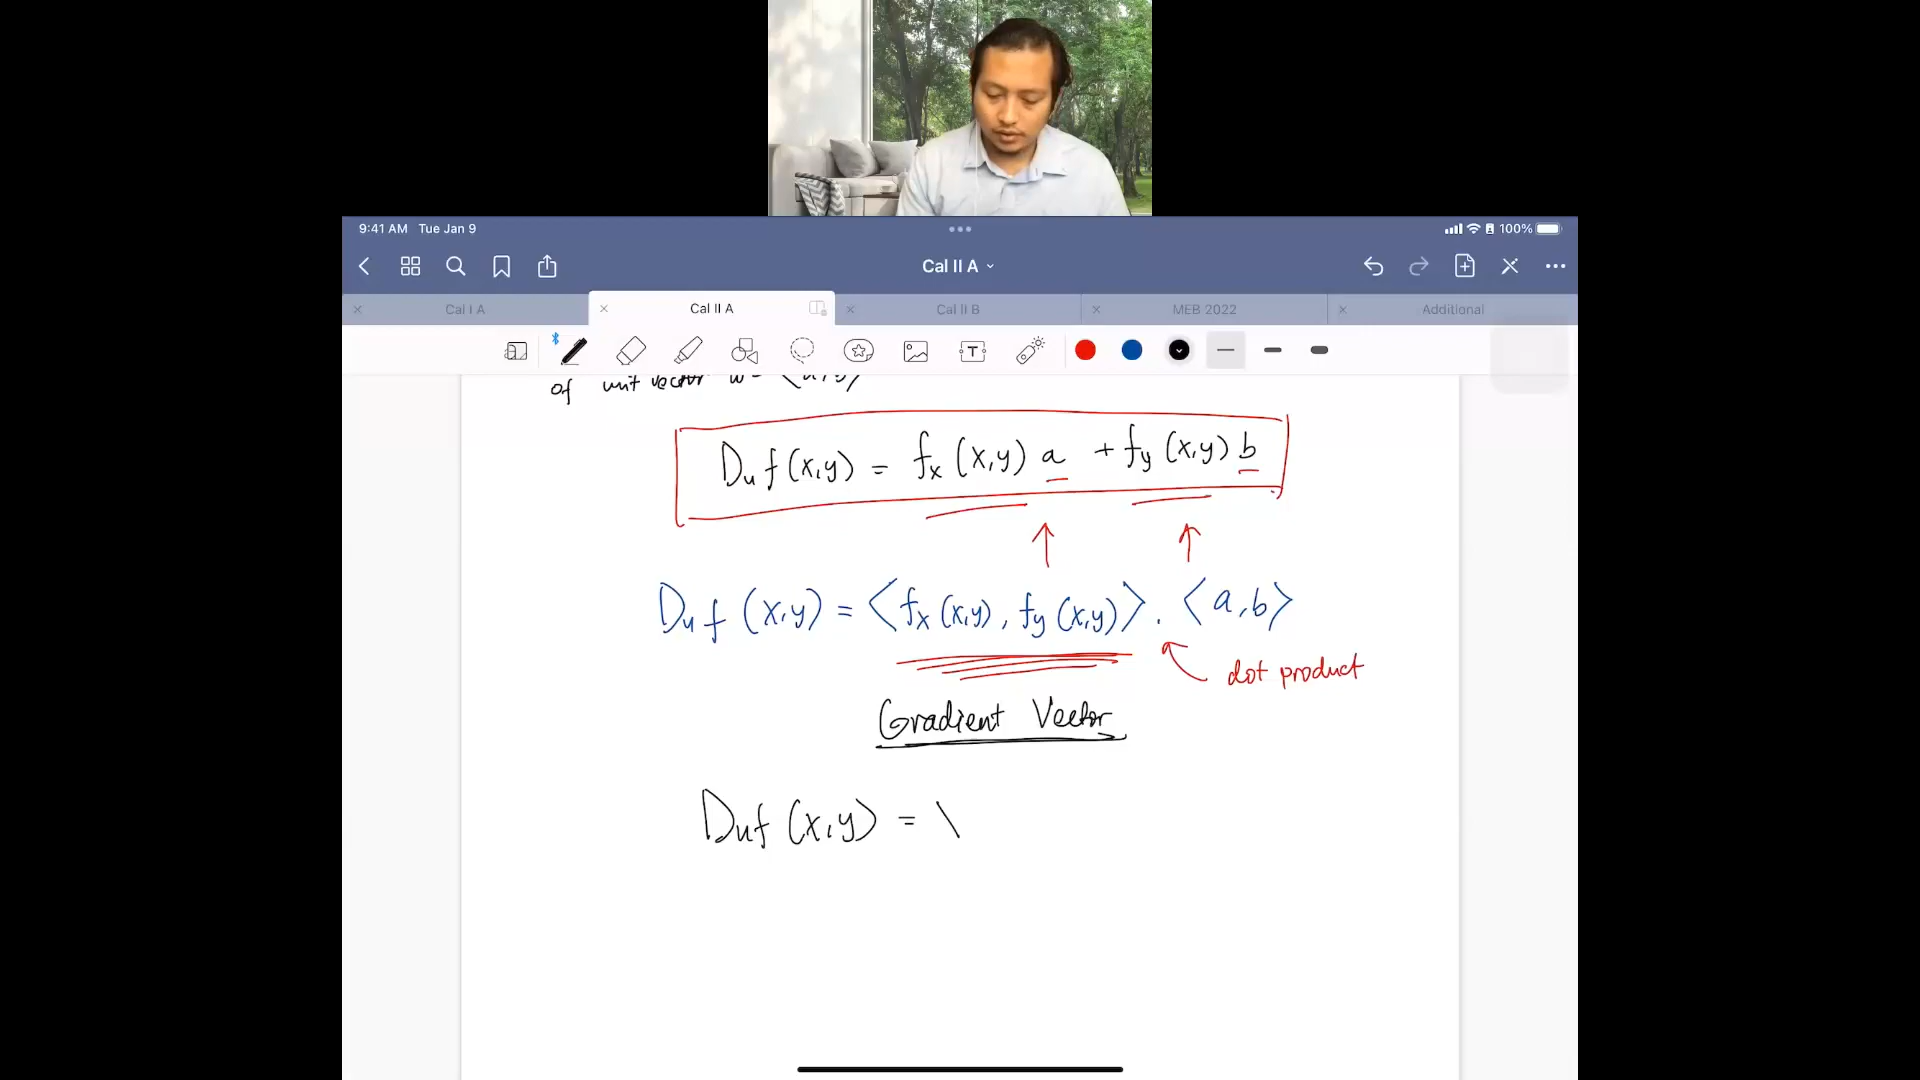 9:41 AM Tue Jan 9
100%
Cal II A
Cal I A
Cal II A
Cal II B
MEB 2022
Additional
T
of unit vector u = <a,b>
Duf(x,y) = fx(x,y) a + fy(x,y) b
Duf(x,y) = <fx(x,y), fy(x,y)> . <a,b>
dot product
Gradient Vector
Duf(x,y) = \